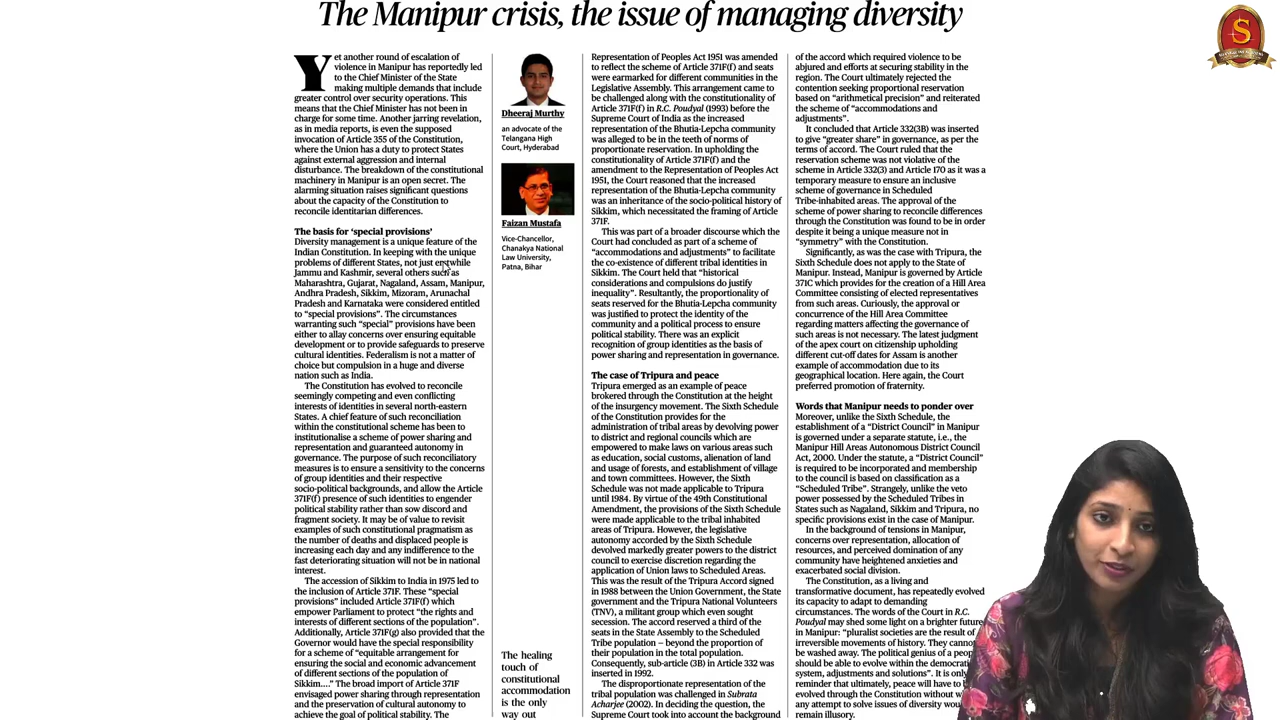 The Manipur crisis, the issue of managing diversity
Yet another round of escalation of
violence in Manipur has reportedly led
to the Chief Minister of the State
making multiple demands that include
greater control over security operations. This
means that the Chief Minister has not been in
charge for some time. Another jarring revelation,
as in media reports, is even the supposed
invocation of Article 355 of the Constitution,
where the Union has a duty to protect States
against external aggression and internal
disturbance. The breakdown of the constitutional
machinery in Manipur is an open secret. The
alarming situation raises significant questions
about the capacity of the Constitution to
reconcile identitarian differences.
The basis for 'special provisions'
Diversity management is a unique feature of the
Indian Constitution. In keeping with the unique
problems of different States, not just erstwhile
Jammu and Kashmir, several others such as
Maharashtra, Gujarat, Nagaland, Assam, Manipur,
Andhra Pradesh, Sikkim, Mizoram, Arunachal
Pradesh and Karnataka were considered entitled
to "special provisions". The circumstances
warranting such "special" provisions have been
either to allay concerns over ensuring equitable
development or to provide safeguards to preserve
cultural identities. Federalism is not a matter of
choice but compulsion in a huge and diverse
nation such as India.
The Constitution has evolved to reconcile
seemingly competing and even conflicting
interests of identities in several north-eastern
States. A chief feature of such reconciliation
within the constitutional scheme has been to
institutionalise a scheme of power sharing and
representation and guaranteed autonomy in
governance. The purpose of such reconciliatory
measures is to ensure a sensitivity to the concerns
of group identities and their respective
socio-political backgrounds, and allow the Article
371F(f) presence of such identities to engender
political stability rather than sow discord and
fragment society. It may be of value to revisit
examples of such constitutional pragmatism as
the number of deaths and displaced people is
increasing each day and any indifference to the
fast deteriorating situation will not be in national
interest.
The accession of Sikkim to India in 1975 led to
the inclusion of Article 371F. These "special
provisions" included Article 371F(f) which
empower Parliament to protect "the rights and
interests of different sections of the population".
Additionally, Article 371F(g) also provided that the
Governor would have the special responsibility
for a scheme of "equitable arrangement for
ensuring the social and economic advancement
of different sections of the population of
Sikkim...." The broad import of Article 371F
envisaged power sharing through representation
and the preservation of cultural autonomy to
achieve the goal of political stability. The
Dheeraj Murthy
an advocate of the
Telangana High
Court, Hyderabad
Faizan Mustafa
Vice-Chancellor,
Chanakya National
Law University,
Patna, Bihar
The healing
touch of
constitutional
accommodation
is the only
way out
Representation of Peoples Act 1951 was amended
to reflect the scheme of Article 371F(f) and seats
were earmarked for different communities in the
Legislative Assembly. This arrangement came to
be challenged along with the constitutionality of
Article 371F(f) in R.C. Poudyal (1993) before the
Supreme Court of India as the increased
representation of the Bhutia-Lepcha community
was alleged to be in the teeth of norms of
proportionate reservation. In upholding the
constitutionality of Article 371F(f) and the
amendment to the Representation of Peoples Act
1951, the Court reasoned that the increased
representation of the Bhutia-Lepcha community
was an inheritance of the socio-political history of
Sikkim, which necessitated the framing of Article
371F.
This was part of a broader discourse which the
Court had concluded as part of a scheme of
"accommodations and adjustments" to facilitate
the co-existence of different tribal identities in
Sikkim. The Court held that "historical
considerations and compulsions do justify
inequality". Resultantly, the proportionality of
seats reserved for the Bhutia-Lepcha community
was justified to protect the identity of the
community and a political process to ensure
political stability. There was an explicit
recognition of group identities as the basis of
power sharing and representation in governance.
The case of Tripura and peace
Tripura emerged as an example of peace
brokered through the Constitution at the height
of the insurgency movement. The Sixth Schedule
of the Constitution provides for the
administration of tribal areas by devolving power
to district and regional councils which are
empowered to make laws on various areas such
as education, social customs, alienation of land
and usage of forests, and establishment of village
and town committees. However, the Sixth
Schedule was not made applicable to Tripura
until 1984. By virtue of the 49th Constitutional
Amendment, the provisions of the Sixth Schedule
were made applicable to the tribal inhabited
areas of Tripura. However, the legislative
autonomy accorded by the Sixth Schedule
devolved markedly greater powers to the district
council to exercise discretion regarding the
application of Union laws to Scheduled Areas.
This was the result of the Tripura Accord signed
in 1988 between the Union Government, the State
government and the Tripura National Volunteers
(TNV), a militant group which even sought
secession. The accord reserved a third of the
seats in the State Assembly to the Scheduled
Tribe population – beyond the proportion of
their population in the total population.
Consequently, sub-article (3B) in Article 332 was
inserted in 1992.
The disproportionate representation of the
tribal population was challenged in Subrata
Acharjee (2002). In deciding the question, the
Supreme Court took into account the background
of the accord which required violence to be
abjured and efforts at securing stability in the
region. The Court ultimately rejected the
contention seeking proportional reservation
based on "arithmetical precision" and reiterated
the scheme of "accommodations and
adjustments".
It concluded that Article 332(3B) was inserted
to give "greater share" in governance, as per the
terms of accord. The Court ruled that the
reservation scheme was not violative of the
scheme in Article 332(3) and Article 170 as it was a
temporary measure to ensure an inclusive
scheme of governance in Scheduled
Tribe-inhabited areas. The approval of the
scheme of power sharing to reconcile differences
through the Constitution was found to be in order
despite it being a unique measure not in
"symmetry" with the Constitution.
Significantly, as was the case with Tripura, the
Sixth Schedule does not apply to the State of
Manipur. Instead, Manipur is governed by Article
371C which provides for the creation of a Hill Area
Committee consisting of elected representatives
from such areas. Curiously, the approval or
concurrence of the Hill Area Committee
regarding matters affecting the governance of
such areas is not necessary. The latest judgment
of the apex court on citizenship upholding
different cut-off dates for Assam is another
example of accommodation due to its
geographical location. Here again, the Court
preferred promotion of fraternity.
Words that Manipur needs to ponder over
Moreover, unlike the Sixth Schedule, the
establishment of a "District Council" in Manipur
is governed under a separate statute, i.e., the
Manipur Hill Areas Autonomous District Council
Act, 2000. Under the statute, a "District Council"
is required to be incorporated and membership
to the council is based on classification as a
"Scheduled Tribe". Strangely, unlike the veto
power possessed by the Scheduled Tribes in
States such as Nagaland, Sikkim and Tripura, no
specific provisions exist in the case of Manipur.
In the background of tensions in Manipur,
concerns over representation, allocation of
resources, and perceived domination of any
community have heightened anxieties and
exacerbated social division.
The Constitution, as a living and
transformative document, has repeatedly evolved
its capacity to adapt to demanding
circumstances. The words of the Court in R.C.
Poudyal may shed some light on a brighter future
in Manipur: "pluralist societies are the result of
irreversible movements of history. They cannot
be washed away. The political genius of a
should be able to evolve within the
system, adjustments and solutions". It is only
reminder that ultimately, peace will have to
evolved through the Constitution without
any attempt to solve issues of diversity
remain illusory.
S